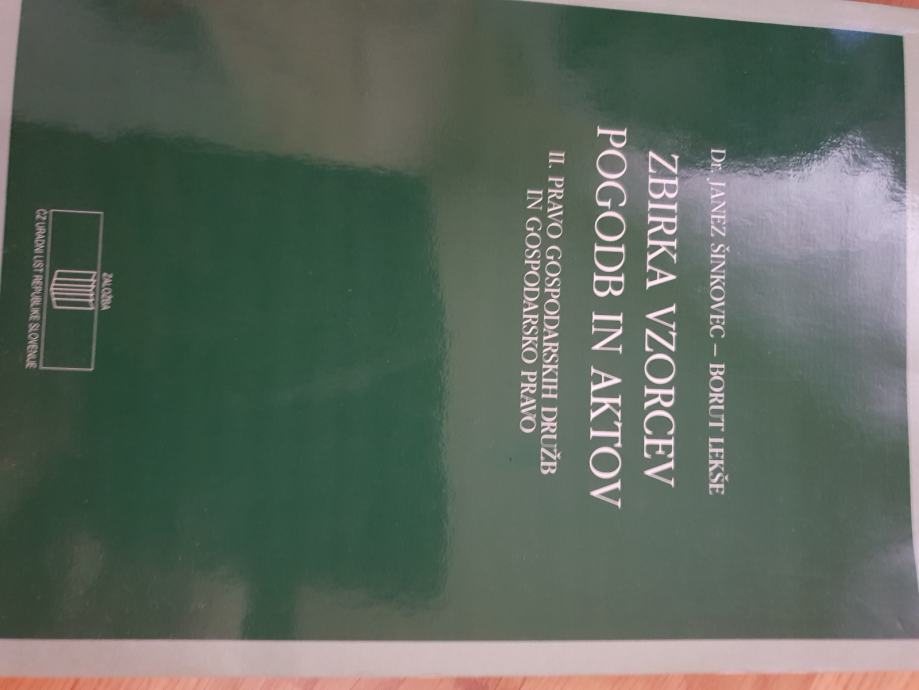 Dr. JANEZ ŠINKOVEC – BORUT LEKŠE
ZBIRKA VZORCEV
POGODB IN AKTOV
II. PRAVO GOSPODARSKIH DRUŽB
IN GOSPODARSKO PRAVO
ZALOŽBA
ČZ URADNI LIST REPUBLIKE SLOVENIJE